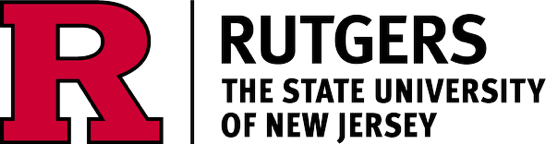 R
RUTGERS
THE STATE UNIVERSITY
OF NEW JERSEY